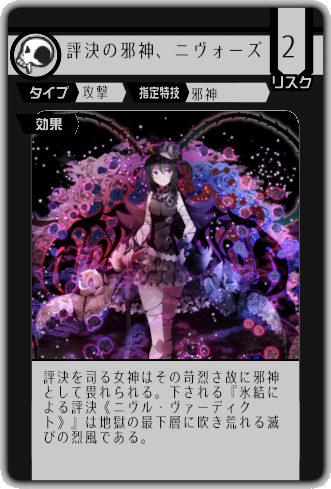 評決の邪神、ニヴォーズ
2
リスク
タイプ 攻撃 指定特技 邪神
効果
評決を司る女神はその苛烈さ故に邪神
として畏れられる。下される『氷結に
よる評決《ニヴル・ヴァーディク
ト》』は地獄の最下層に吹き荒れる滅
びの烈風である。